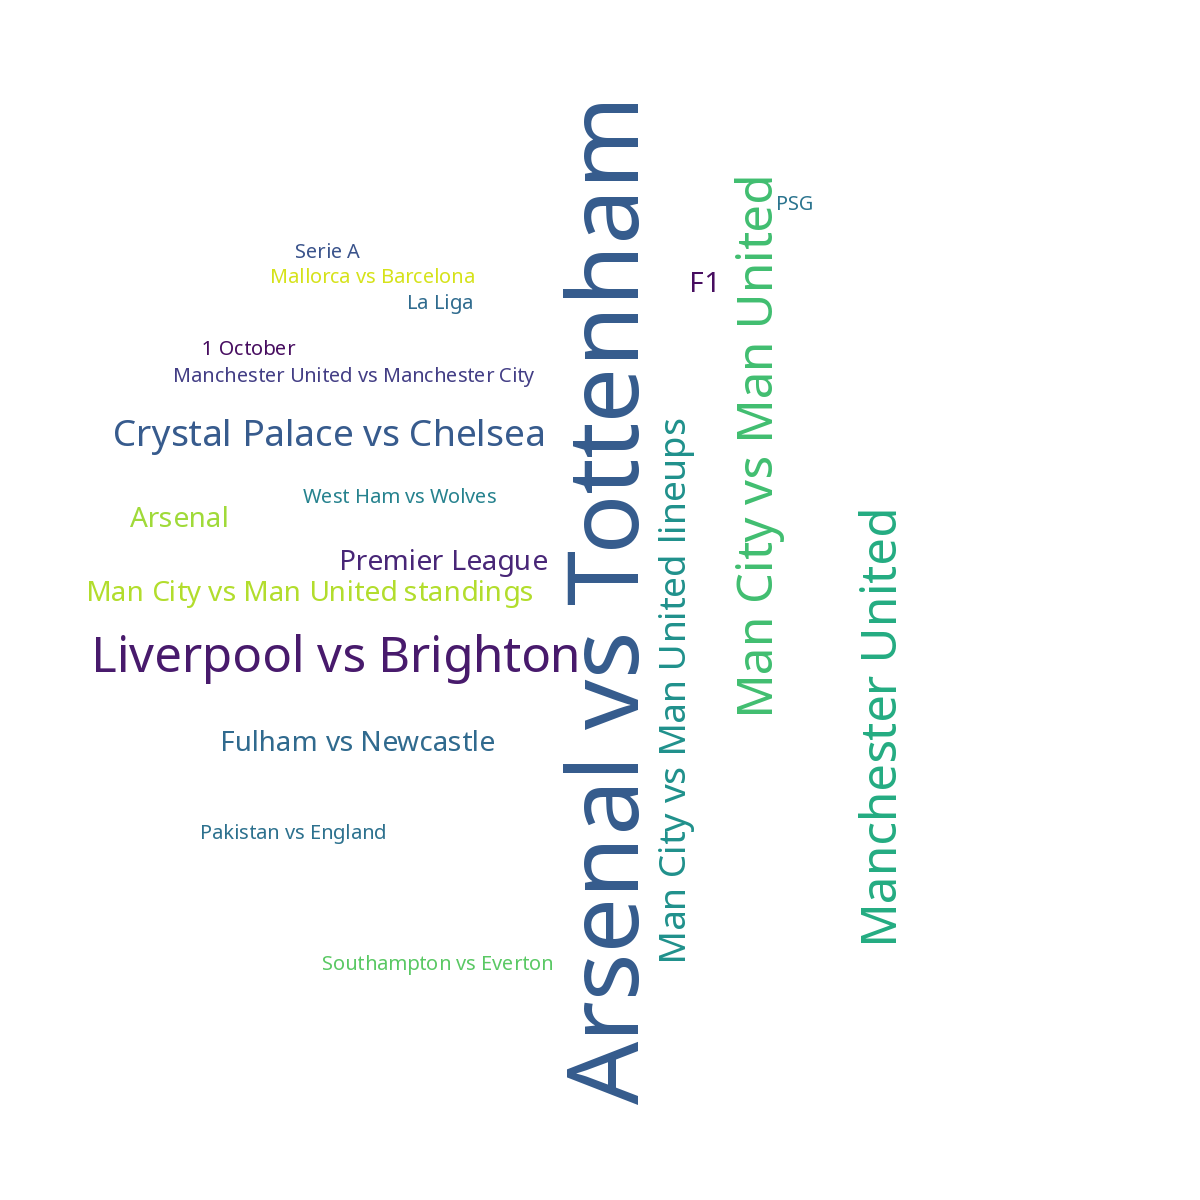 Serie A
Mallorca vs Barcelona
La Liga
1 October
Manchester United vs Manchester City
Crystal Palace vs Chelsea
West Ham vs Wolves
Arsenal
Premier League
Man City vs Man United standings
Liverpool vs Brighton
Fulham vs Newcastle
Pakistan vs England
Southampton vs Everton
Arsenal vs Tottenham
Man City vs Man United lineups
F1
Man City vs Man United
PSG
Manchester United